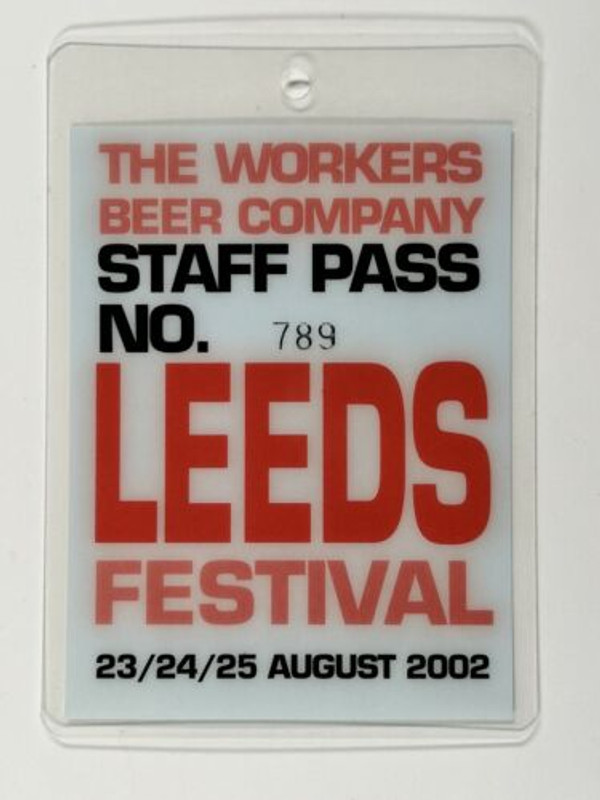 THE WORKERS
BEER COMPANY
STAFF PASS
NO. 789
LEEDS
FESTIVAL
23/24/25 AUGUST 2002